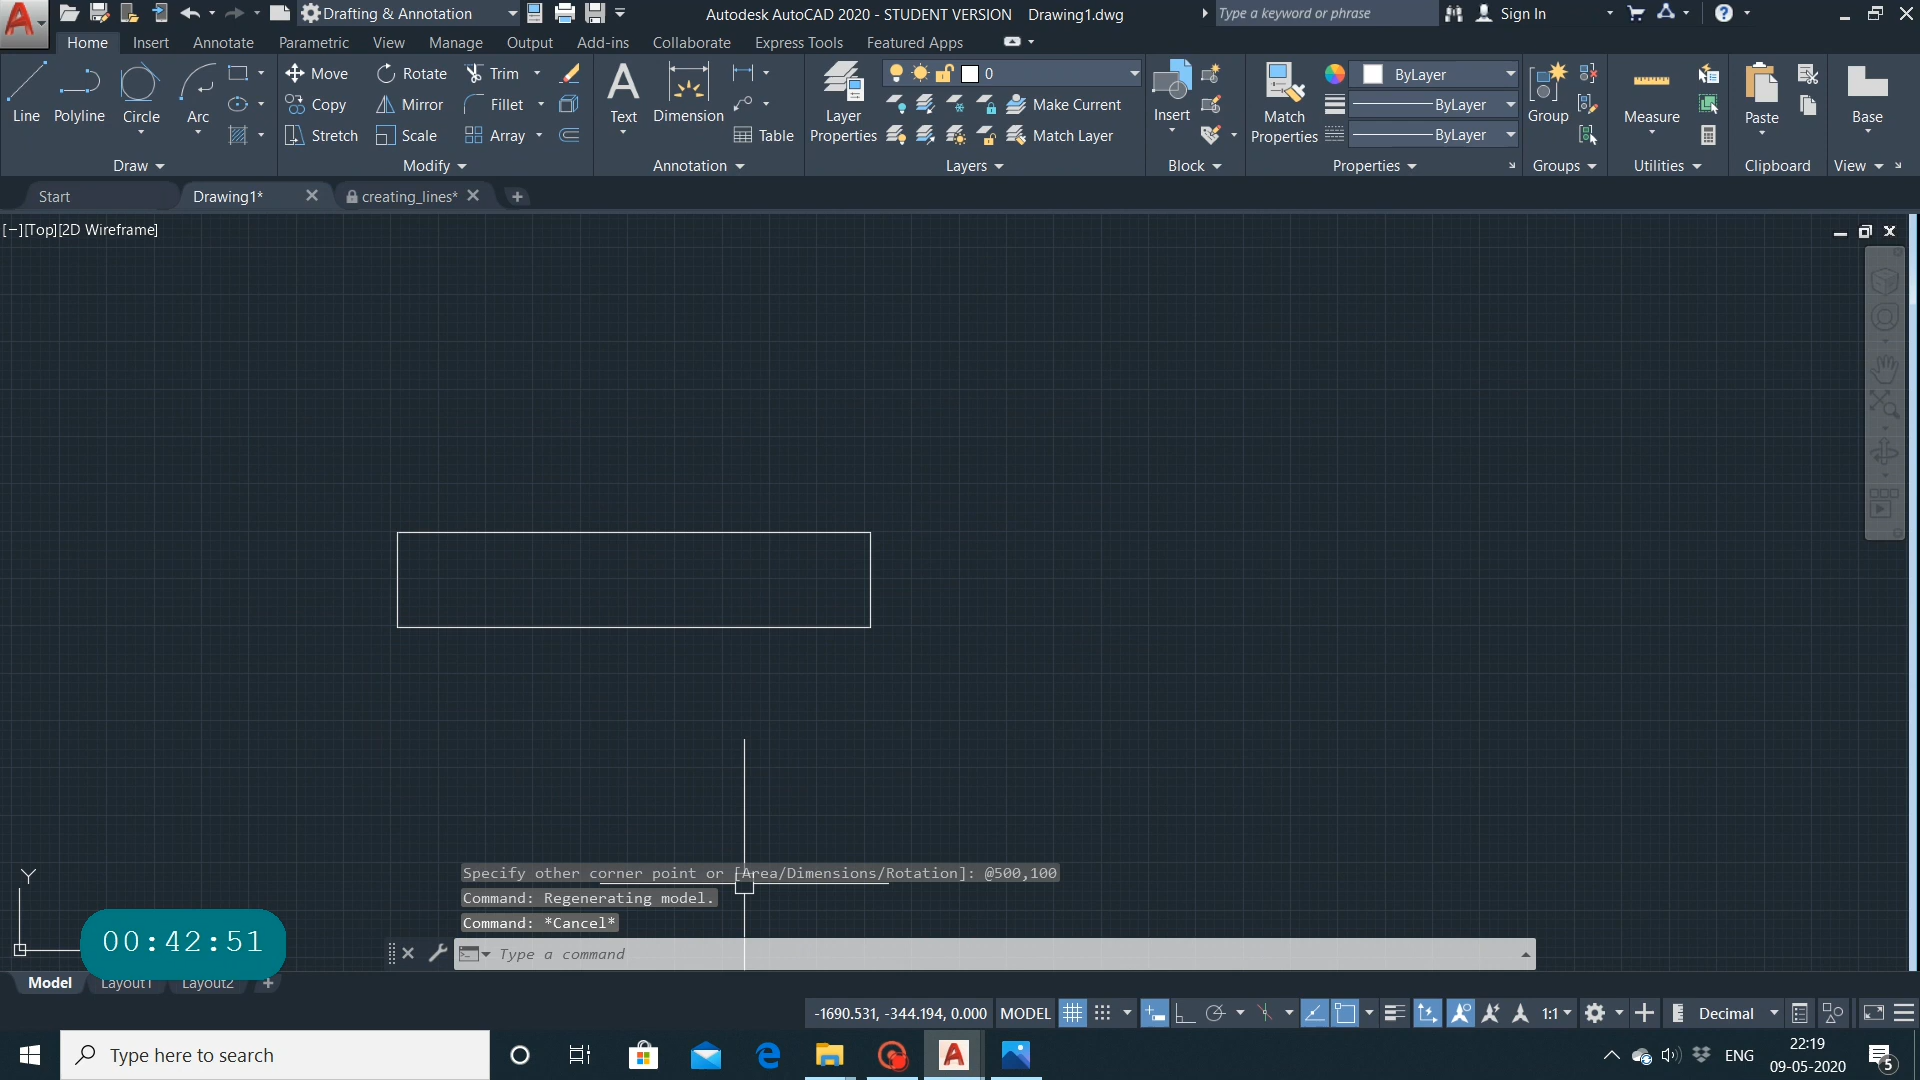 Drafting & Annotation
Autodesk AutoCAD 2020 - STUDENT VERSION Drawing1.dwg
Type a keyword or phrase
Sign In
Home Insert Annotate Parametric View Manage Output Add-ins Collaborate Express Tools Featured Apps
Line Polyline Circle Arc
Move Rotate Trim
Copy Mirror Fillet
Stretch Scale Array
Text Dimension
Table
Layer
Properties
0
Make Current
Match Layer
Insert
Match
Properties
ByLayer
ByLayer
ByLayer
Group
Measure
Paste
Base
Draw Modify Annotation Layers Block Properties Groups Utilities Clipboard View
Start Drawing1* creating_lines*
[−][Top][2D Wireframe]
Specify other corner point or [Area/Dimensions/Rotation]: @500,100
Command: Regenerating model.
Command: *Cancel*
Type a command
Y
00:42:51
Model Layout1 Layout2 +
-1690.531, -344.194, 0.000 MODEL 1:1 Decimal
Type here to search
ENG
22:19
09-05-2020
5